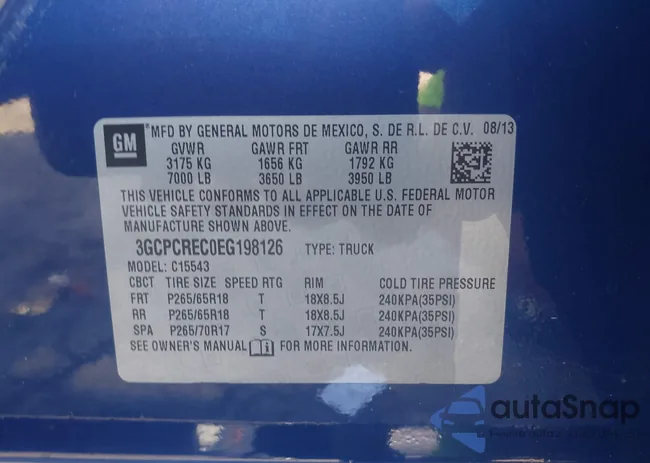 GM
MFD BY GENERAL MOTORS DE MEXICO, S. DE R.L. DE C.V. 08/13
GVWR GAWR FRT GAWR RR
3175 KG 1656 KG 1792 KG
7000 LB 3650 LB 3950 LB
THIS VEHICLE CONFORMS TO ALL APPLICABLE U.S. FEDERAL MOTOR
VEHICLE SAFETY STANDARDS IN EFFECT ON THE DATE OF
MANUFACTURE SHOWN ABOVE.
3GCPCREC0EG198126 TYPE: TRUCK
MODEL: C15543
CBCT TIRE SIZE SPEED RTG RIM COLD TIRE PRESSURE
FRT P265/65R18 T 18X8.5J 240KPA(35PSI)
RR P265/65R18 T 18X8.5J 240KPA(35PSI)
SPA P265/70R17 S 17X7.5J 240KPA(35PSI)
SEE OWNER'S MANUAL FOR MORE INFORMATION.
autoSnap